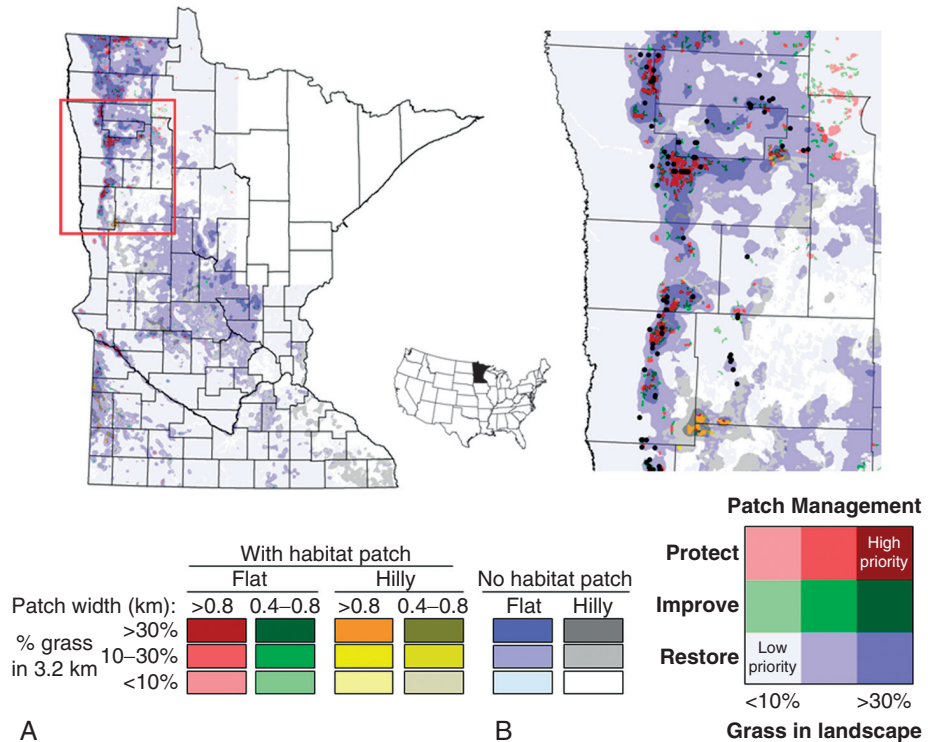 With habitat patch
Flat Hilly
No habitat patch
Patch width (km): >0.8 0.4–0.8 >0.8 0.4–0.8 Flat Hilly
% grass in 3.2 km
>30%
10–30%
<10%
A
B
Patch Management
Protect High priority
Improve
Restore Low priority
<10% >30%
Grass in landscape